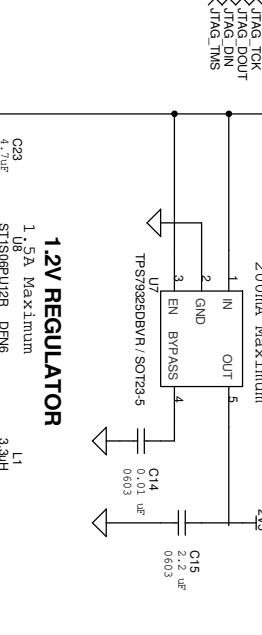 JTAG_TCK
JTAG_DOUT
JTAG_DIN
JTAG_TMS
200mA Maximum
1
IN
OUT
5
2
GND
3
EN
BYPASS
4
U7
TPS79325DBVR / SOT23-5
C14
0.01 uF
0603
C15
2.2 uF
0603
1.2V REGULATOR
1.5A Maximum
C23
4.7uF
U8
ST1S06PU12R DFN6
L1
3.3uH